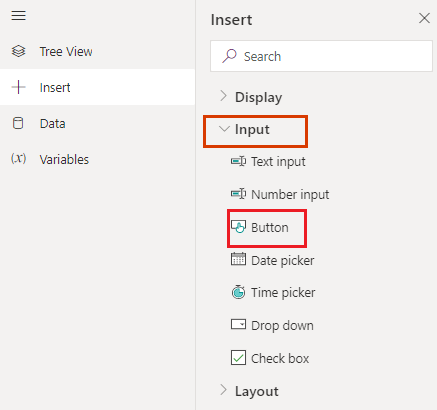 Tree View
Insert
Data
(x) Variables
Insert
Search
Display
Input
Text input
Number input
Button
Date picker
Time picker
Drop down
Check box
Layout